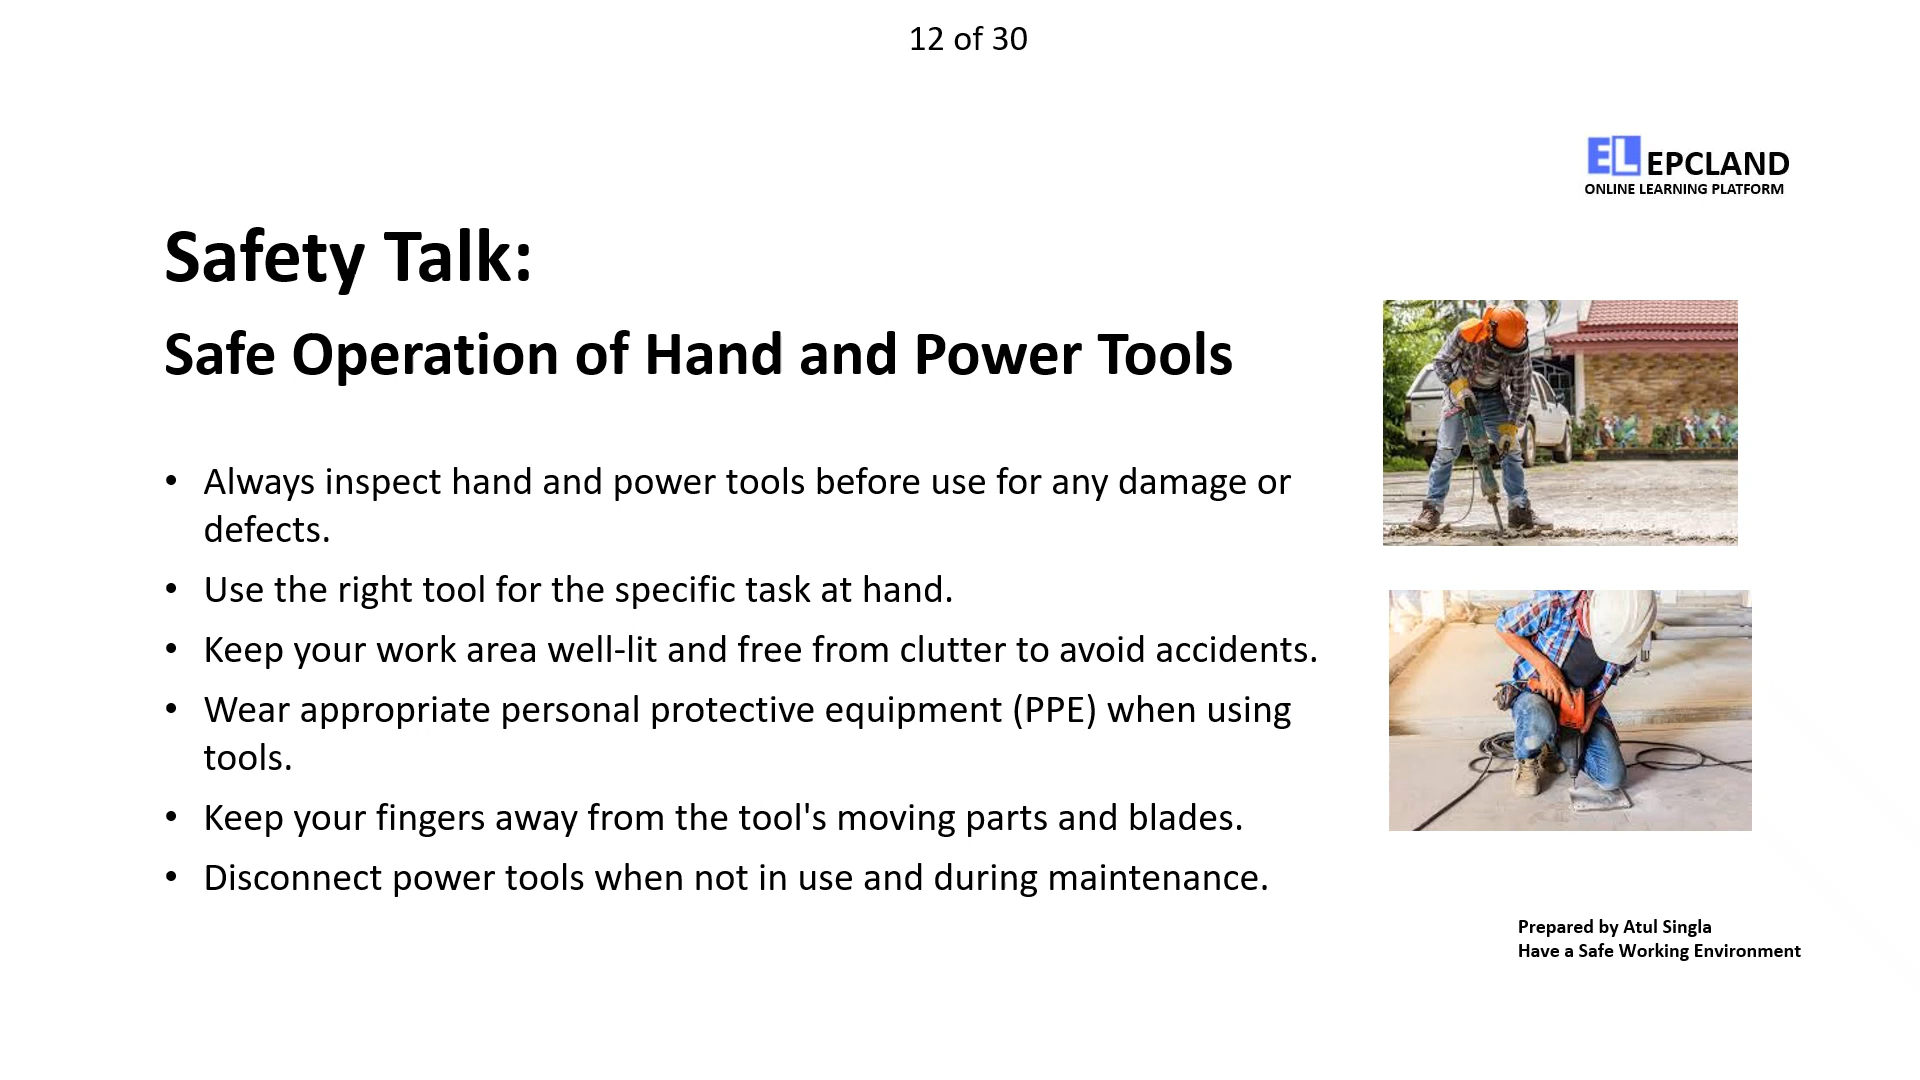 12 of 30
EL EPCLAND
ONLINE LEARNING PLATFORM
Safety Talk:
Safe Operation of Hand and Power Tools
• Always inspect hand and power tools before use for any damage or
defects.
• Use the right tool for the specific task at hand.
• Keep your work area well-lit and free from clutter to avoid accidents.
• Wear appropriate personal protective equipment (PPE) when using
tools.
• Keep your fingers away from the tool's moving parts and blades.
• Disconnect power tools when not in use and during maintenance.
Prepared by Atul Singla
Have a Safe Working Environment